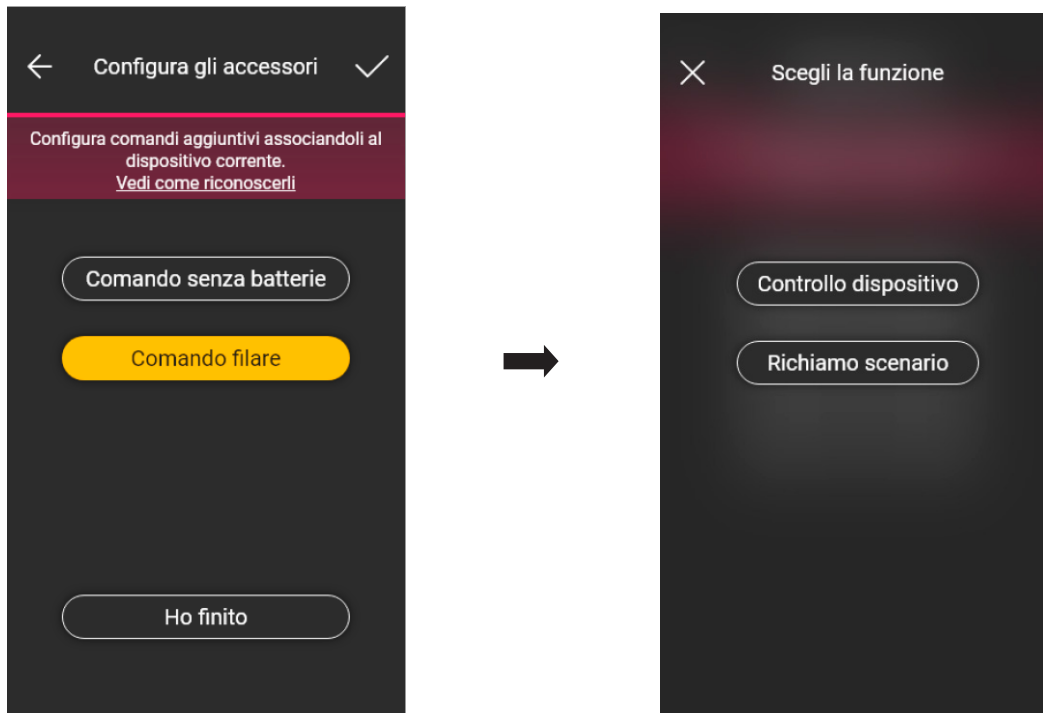 Configura gli accessori
Configura comandi aggiuntivi associandoli al
dispositivo corrente.
Vedi come riconoscerli
Comando senza batterie
Comando filare
Ho finito
Scegli la funzione
Controllo dispositivo
Richiamo scenario